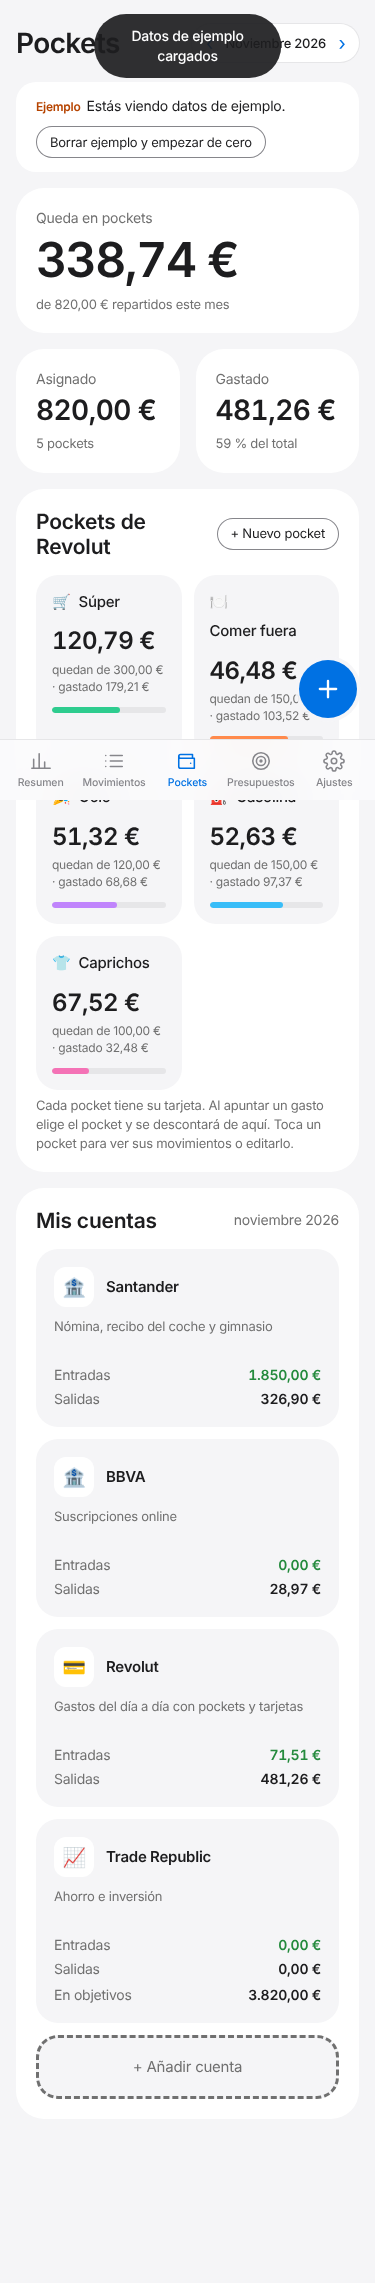 Pockets
Datos de ejemplo
cargados
Noviembre 2026
Ejemplo Estás viendo datos de ejemplo.
Borrar ejemplo y empezar de cero
Queda en pockets
338,74 €
de 820,00 € repartidos este mes
Asignado
820,00 €
5 pockets
Gastado
481,26 €
59 % del total
Pockets de
Revolut
+ Nuevo pocket
Súper
120,79 €
quedan de 300,00 €
· gastado 179,21 €
Comer fuera
46,48 €
quedan de 150,0
· gastado 103,52 €
Resumen
Movimientos
Pockets
Presupuestos
Ajustes
51,32 €
quedan de 120,00 €
· gastado 68,68 €
Gasolina
52,63 €
quedan de 150,00 €
· gastado 97,37 €
Caprichos
67,52 €
quedan de 100,00 €
· gastado 32,48 €
Cada pocket tiene su tarjeta. Al apuntar un gasto
elige el pocket y se descontará de aquí. Toca un
pocket para ver sus movimientos o editarlo.
Mis cuentas
noviembre 2026
Santander
Nómina, recibo del coche y gimnasio
Entradas 1.850,00 €
Salidas 326,90 €
BBVA
Suscripciones online
Entradas 0,00 €
Salidas 28,97 €
Revolut
Gastos del día a día con pockets y tarjetas
Entradas 71,51 €
Salidas 481,26 €
Trade Republic
Ahorro e inversión
Entradas 0,00 €
Salidas 0,00 €
En objetivos 3.820,00 €
+ Añadir cuenta